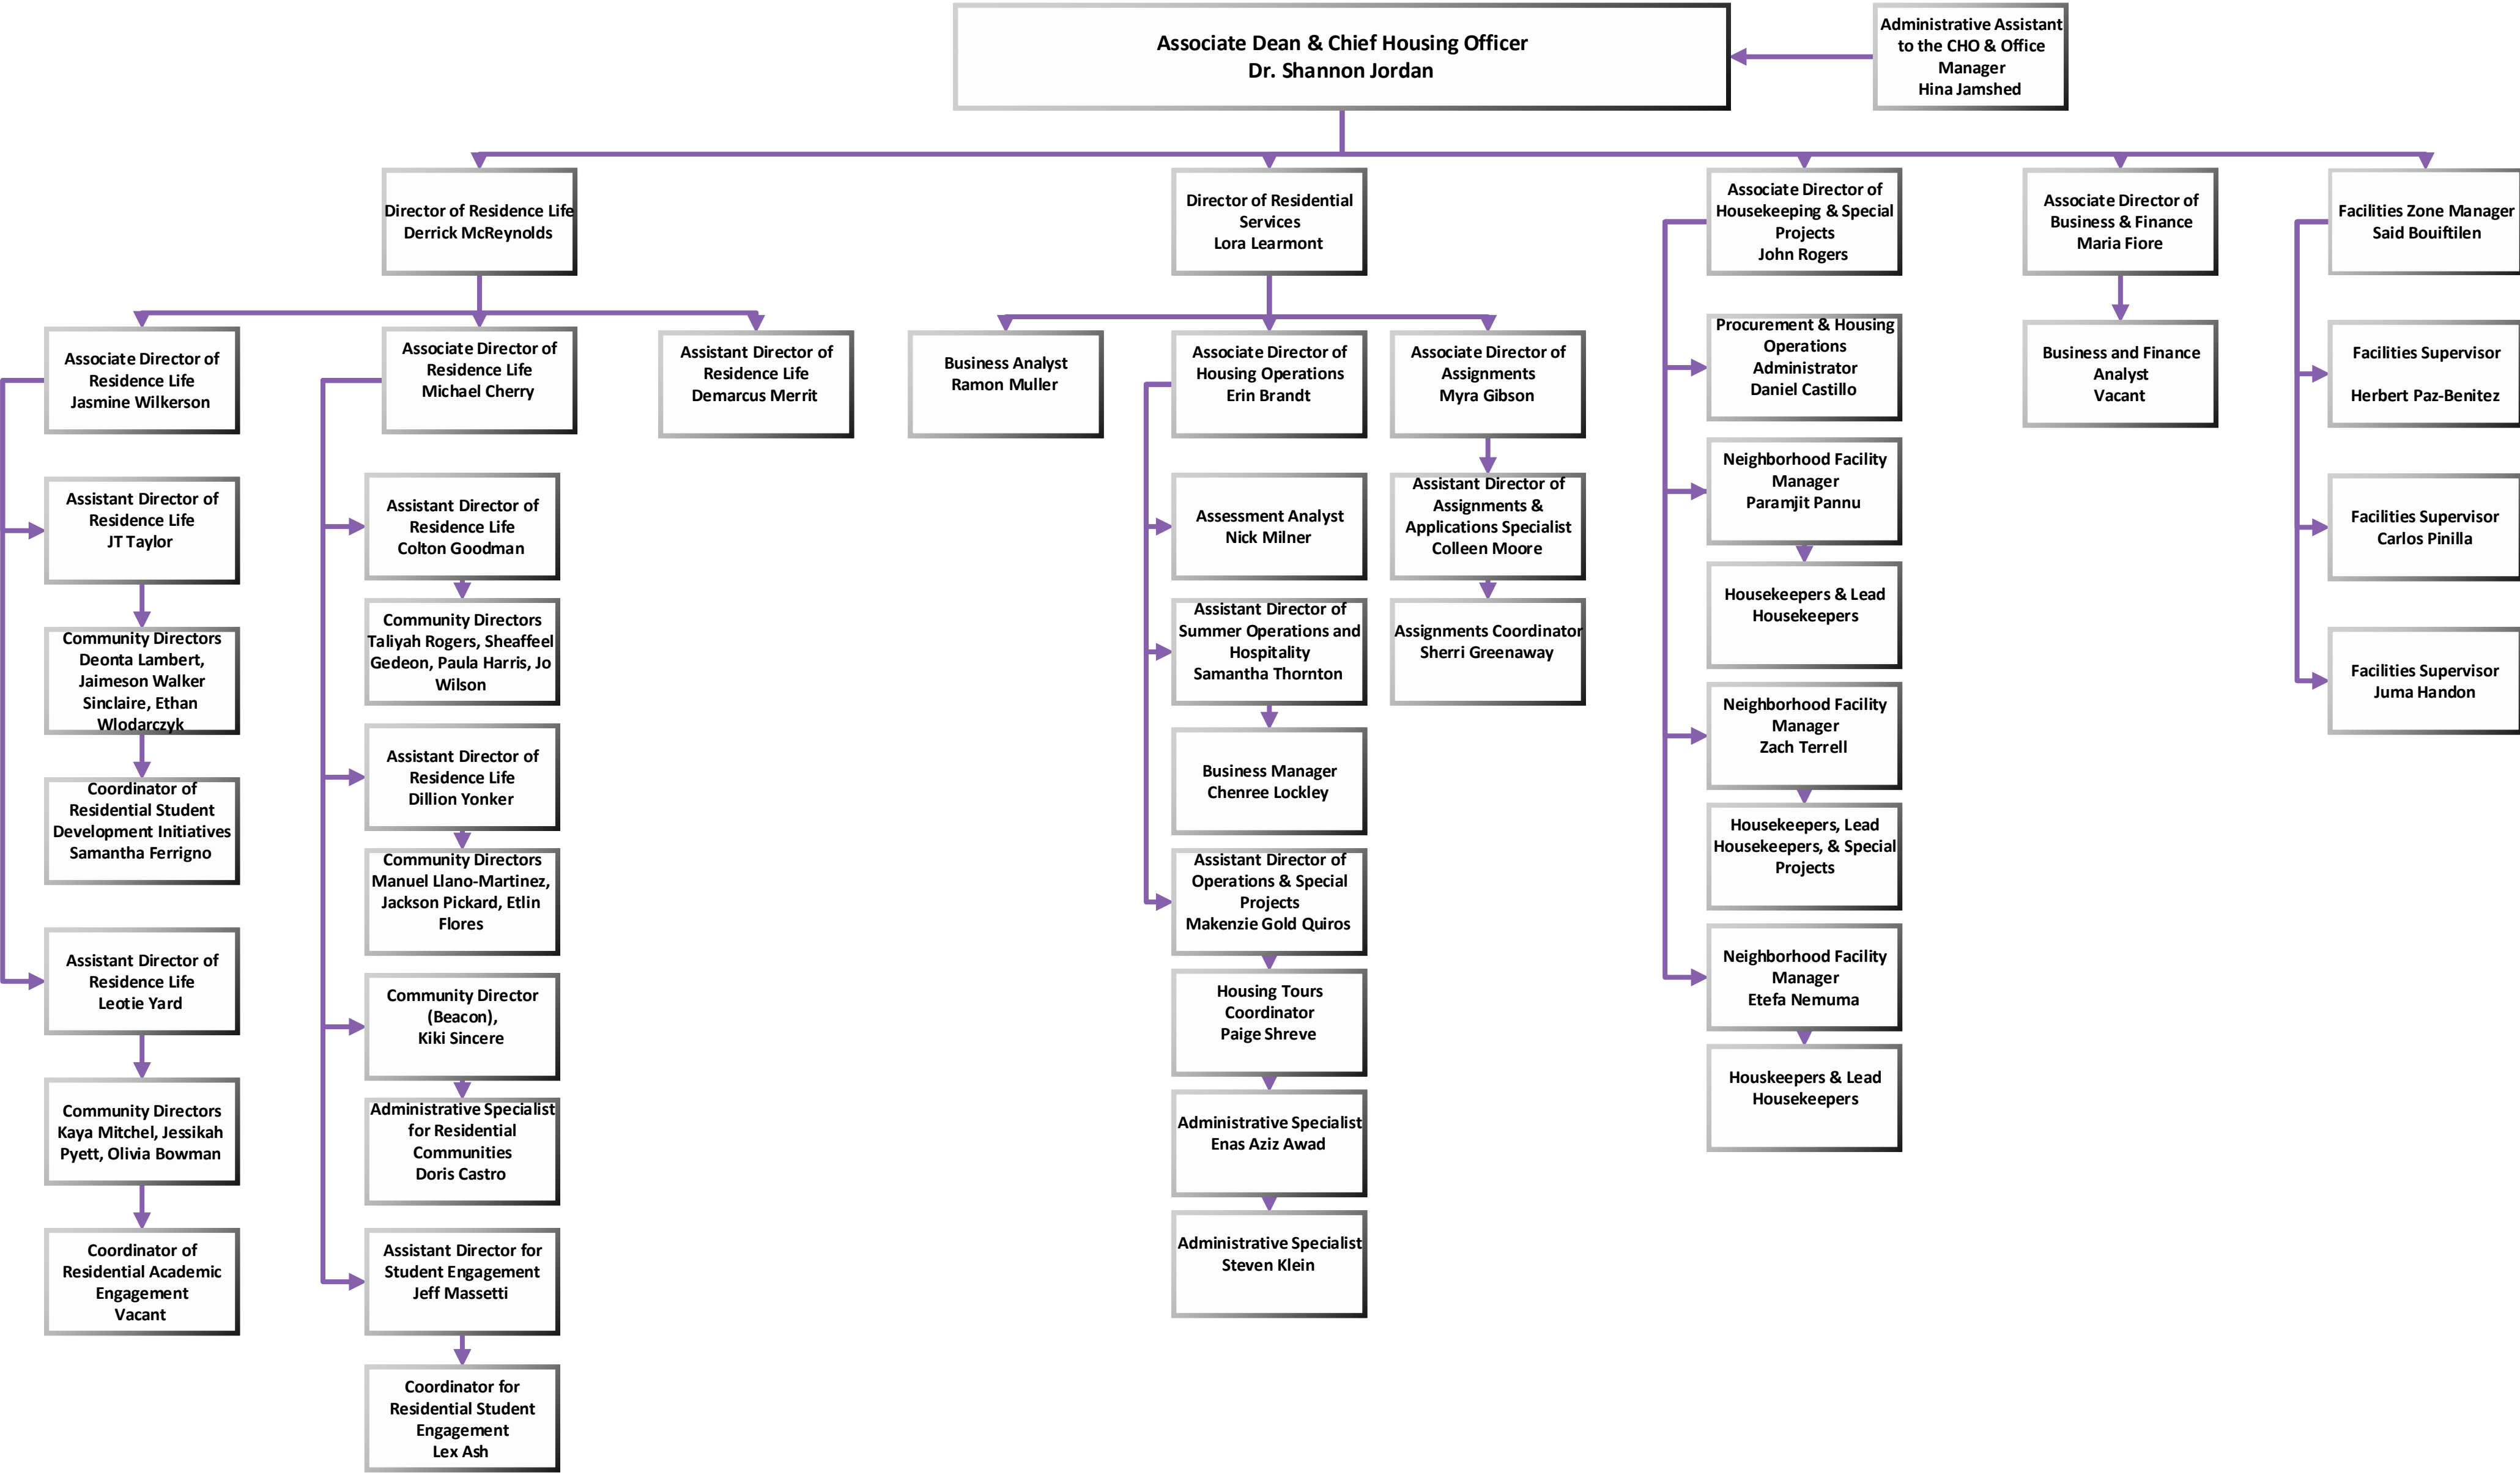 Associate Dean & Chief Housing Officer
Dr. Shannon Jordan
Administrative Assistant
to the CHO & Office
Manager
Hina Jamshed
Director of Residence Life
Derrick McReynolds
Director of Residential
Services
Lora Learmont
Associate Director of
Housekeeping & Special
Projects
John Rogers
Associate Director of
Business & Finance
Maria Fiore
Facilities Zone Manager
Said Bouiftilen
Associate Director of
Residence Life
Jasmine Wilkerson
Assistant Director of
Residence Life
JT Taylor
Community Directors
Deonta Lambert,
Jaimeson Walker
Sinclaire, Ethan
Wlodarczyk
Coordinator of
Residential Student
Development Initiatives
Samantha Ferrigno
Assistant Director of
Residence Life
Leotie Yard
Community Directors
Kaya Mitchel, Jessikah
Pyett, Olivia Bowman
Coordinator of
Residential Academic
Engagement
Vacant
Associate Director of
Residence Life
Michael Cherry
Assistant Director of
Residence Life
Colton Goodman
Community Directors
Taliyah Rogers, Sheaffeel
Gedeon, Paula Harris, Jo
Wilson
Assistant Director of
Residence Life
Dillion Yonker
Community Directors
Manuel Llano-Martinez,
Jackson Pickard, Etlin
Flores
Community Director
(Beacon),
Kiki Sincere
Administrative Specialist
for Residential
Communities
Doris Castro
Assistant Director for
Student Engagement
Jeff Massetti
Coordinator for
Residential Student
Engagement
Lex Ash
Assistant Director of
Residence Life
Demarcus Merrit
Business Analyst
Ramon Muller
Associate Director of
Housing Operations
Erin Brandt
Assessment Analyst
Nick Milner
Assistant Director of
Summer Operations and
Hospitality
Samantha Thornton
Business Manager
Chenree Lockley
Assistant Director of
Operations & Special
Projects
Makenzie Gold Quiros
Housing Tours
Coordinator
Paige Shreve
Administrative Specialist
Enas Aziz Awad
Administrative Specialist
Steven Klein
Associate Director of
Assignments
Myra Gibson
Assistant Director of
Assignments &
Applications Specialist
Colleen Moore
Assignments Coordinator
Sherri Greenaway
Procurement & Housing
Operations
Administrator
Daniel Castillo
Neighborhood Facility
Manager
Paramjit Pannu
Housekeepers & Lead
Housekeepers
Neighborhood Facility
Manager
Zach Terrell
Housekeepers, Lead
Housekeepers, & Special
Projects
Neighborhood Facility
Manager
Etefa Nemuma
Houskeepers & Lead
Housekeepers
Business and Finance
Analyst
Vacant
Facilities Supervisor
Herbert Paz-Benitez
Facilities Supervisor
Carlos Pinilla
Facilities Supervisor
Juma Handon